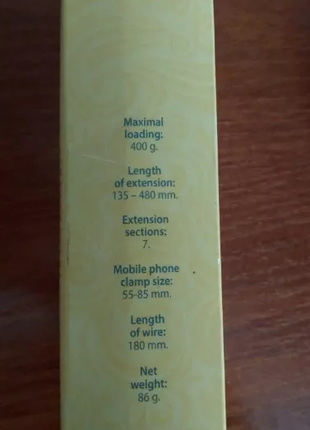 Maximal
loading:
400 g.
Length
of extension:
135 – 480 mm.
Extension
sections:
7.
Mobile phone
clamp size:
55-85 mm.
Length
of wire:
180 mm.
Net
weight:
86 g.